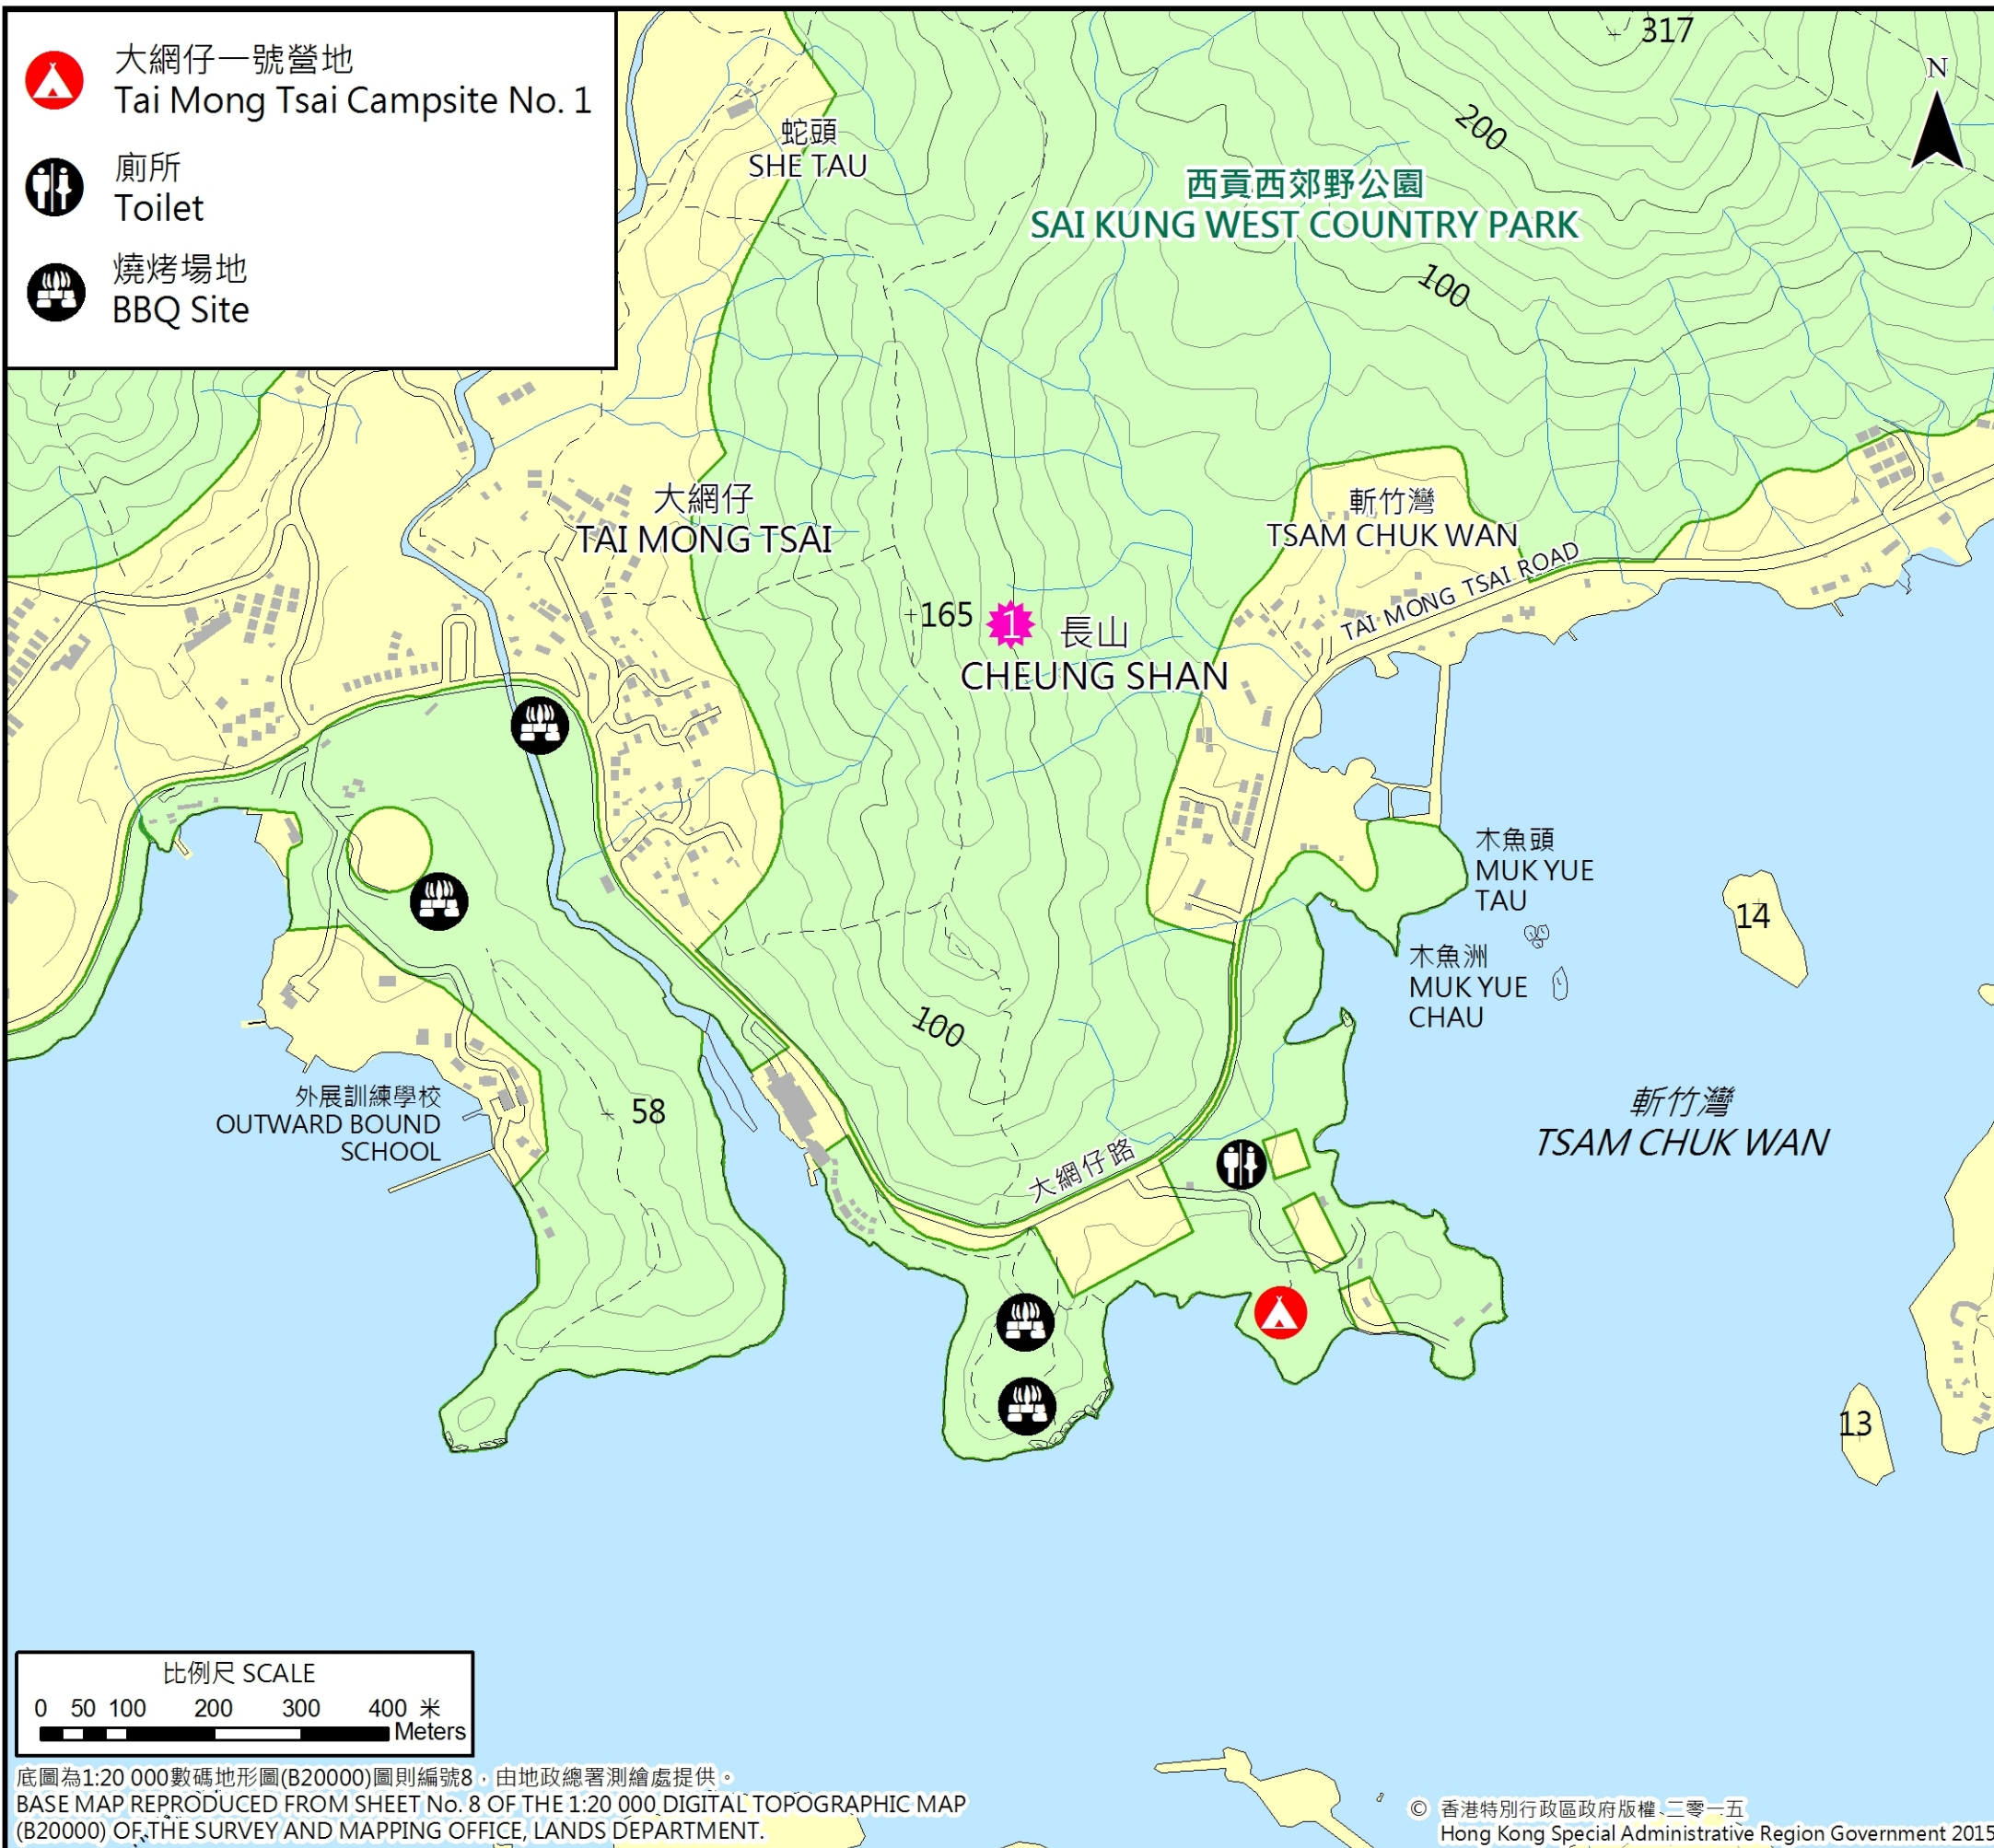 大網仔一號營地
Tai Mong Tsai Campsite No. 1
廁所
Toilet
燒烤場地
BBQ Site
317
N
200
蛇頭
SHE TAU
西貢西郊野公園
SAI KUNG WEST COUNTRY PARK
100
大網仔
TAI MONG TSAI
斬竹灣
TSAM CHUK WAN
TAI MONG TSAI ROAD
165
1
長山
CHEUNG SHAN
木魚頭
MUK YUE
TAU
14
木魚洲
MUK YUE
CHAU
100
外展訓練學校
OUTWARD BOUND
SCHOOL
58
大網仔路
斬竹灣
TSAM CHUK WAN
13
比例尺 SCALE
0 50 100 200 300 400 米
Meters
底圖為1:20 000數碼地形圖(B20000)圖則編號8，由地政總署測繪處提供。
BASE MAP REPRODUCED FROM SHEET No. 8 OF THE 1:20 000 DIGITAL TOPOGRAPHIC MAP
(B20000) OF THE SURVEY AND MAPPING OFFICE, LANDS DEPARTMENT.
© 香港特別行政區政府版權 二零一五
Hong Kong Special Administrative Region Government 2015